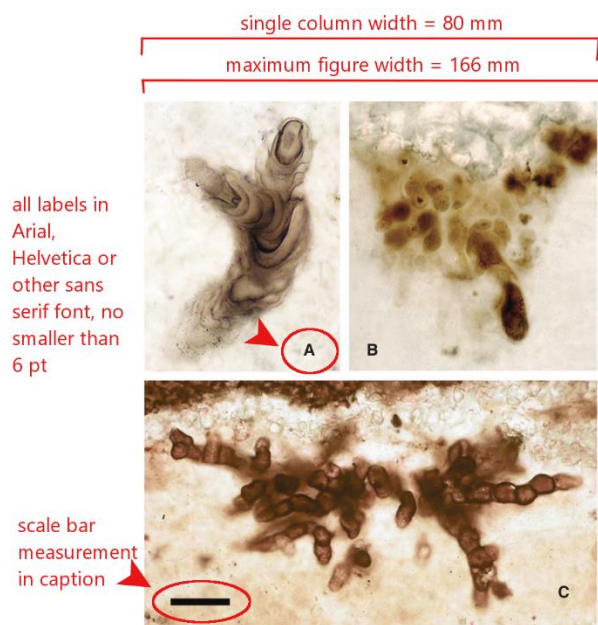 single column width = 80 mm
maximum figure width = 166 mm
all labels in
Arial,
Helvetica or
other sans
serif font, no
smaller than
6 pt
A
B
scale bar
measurement
in caption
C